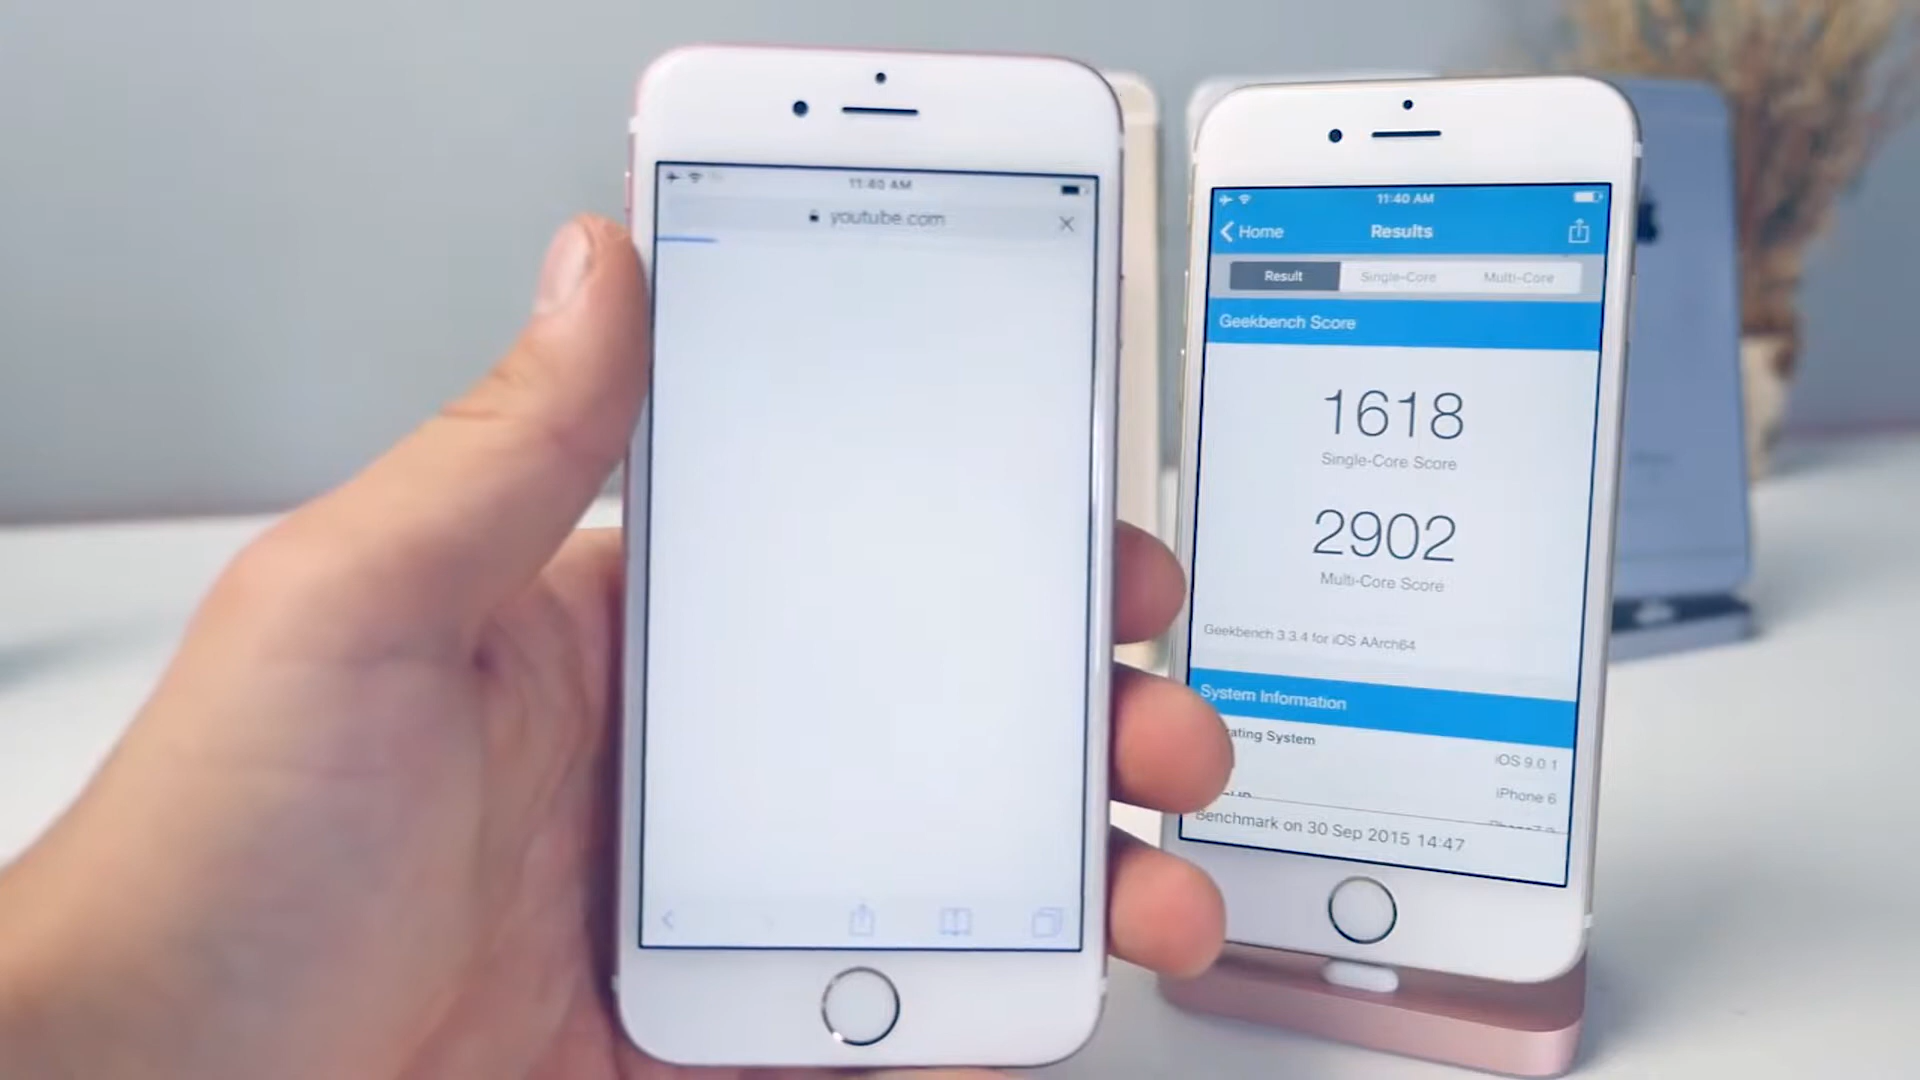 11:40 AM
youtube.com
11:40 AM
Home
Results
Result
Single-Core
Multi-Core
Geekbench Score
1618
Single-Core Score
2902
Multi-Core Score
Geekbench 3.3.4 for iOS AArch64
System Information
rating System
iOS 9.0.1
iPhone 6
Benchmark on 30 Sep 2015 14:47